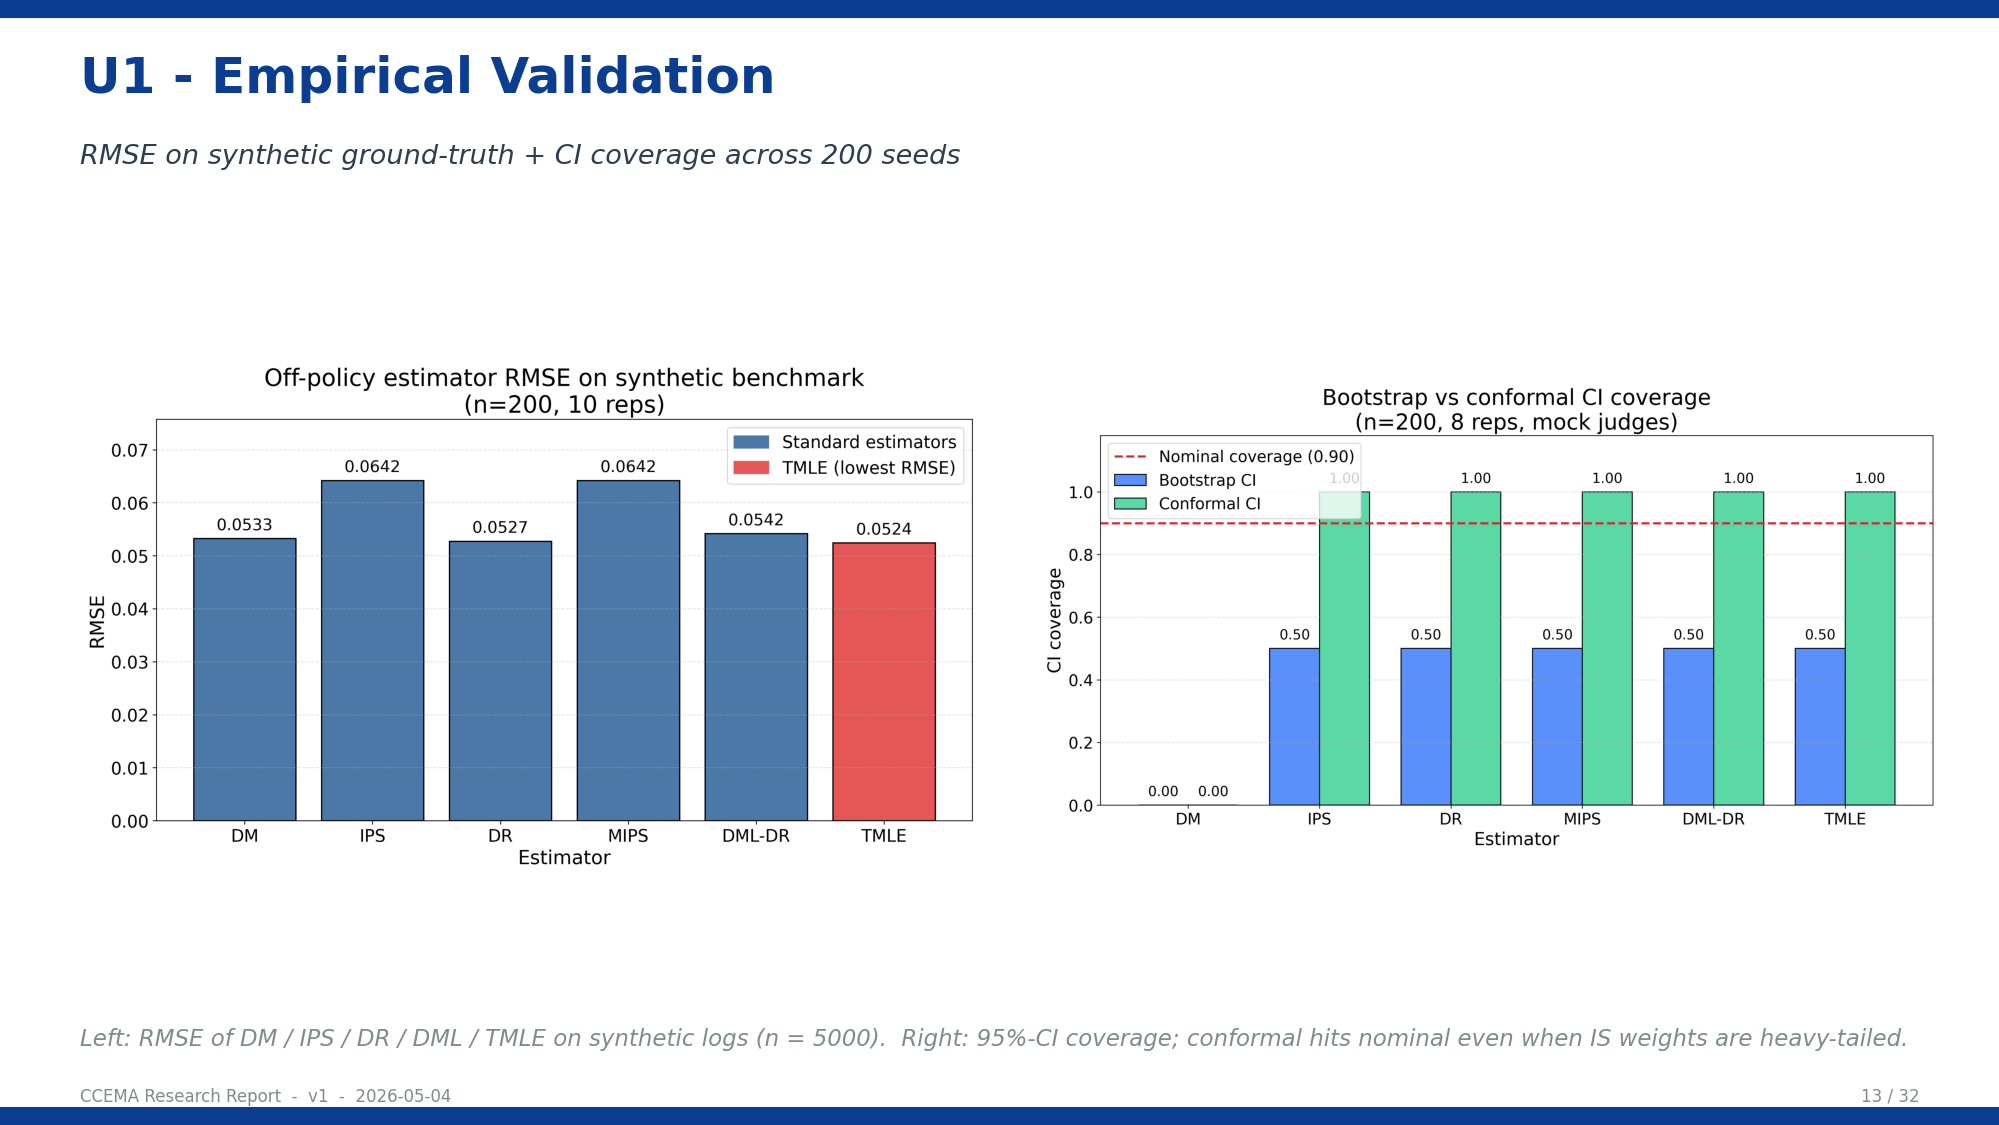 U1 - Empirical Validation
RMSE on synthetic ground-truth + CI coverage across 200 seeds
Off-policy estimator RMSE on synthetic benchmark
(n=200, 10 reps)
Standard estimators
TMLE (lowest RMSE)
0.07
0.06
0.05
0.04
0.03
0.02
0.01
0.00
RMSE
0.0533
0.0642
0.0527
0.0642
0.0542
0.0524
DM IPS DR MIPS DML-DR TMLE
Estimator
Bootstrap vs conformal CI coverage
(n=200, 8 reps, mock judges)
Nominal coverage (0.90)
Bootstrap CI
Conformal CI
1.0
0.8
0.6
0.4
0.2
0.0
CI coverage
1.00 1.00 1.00 1.00 1.00
0.50 0.50 0.50 0.50 0.50
0.00 0.00
DM IPS DR MIPS DML-DR TMLE
Estimator
Left: RMSE of DM / IPS / DR / DML / TMLE on synthetic logs (n = 5000). Right: 95%-CI coverage; conformal hits nominal even when IS weights are heavy-tailed.
CCEMA Research Report - v1 - 2026-05-04
13 / 32